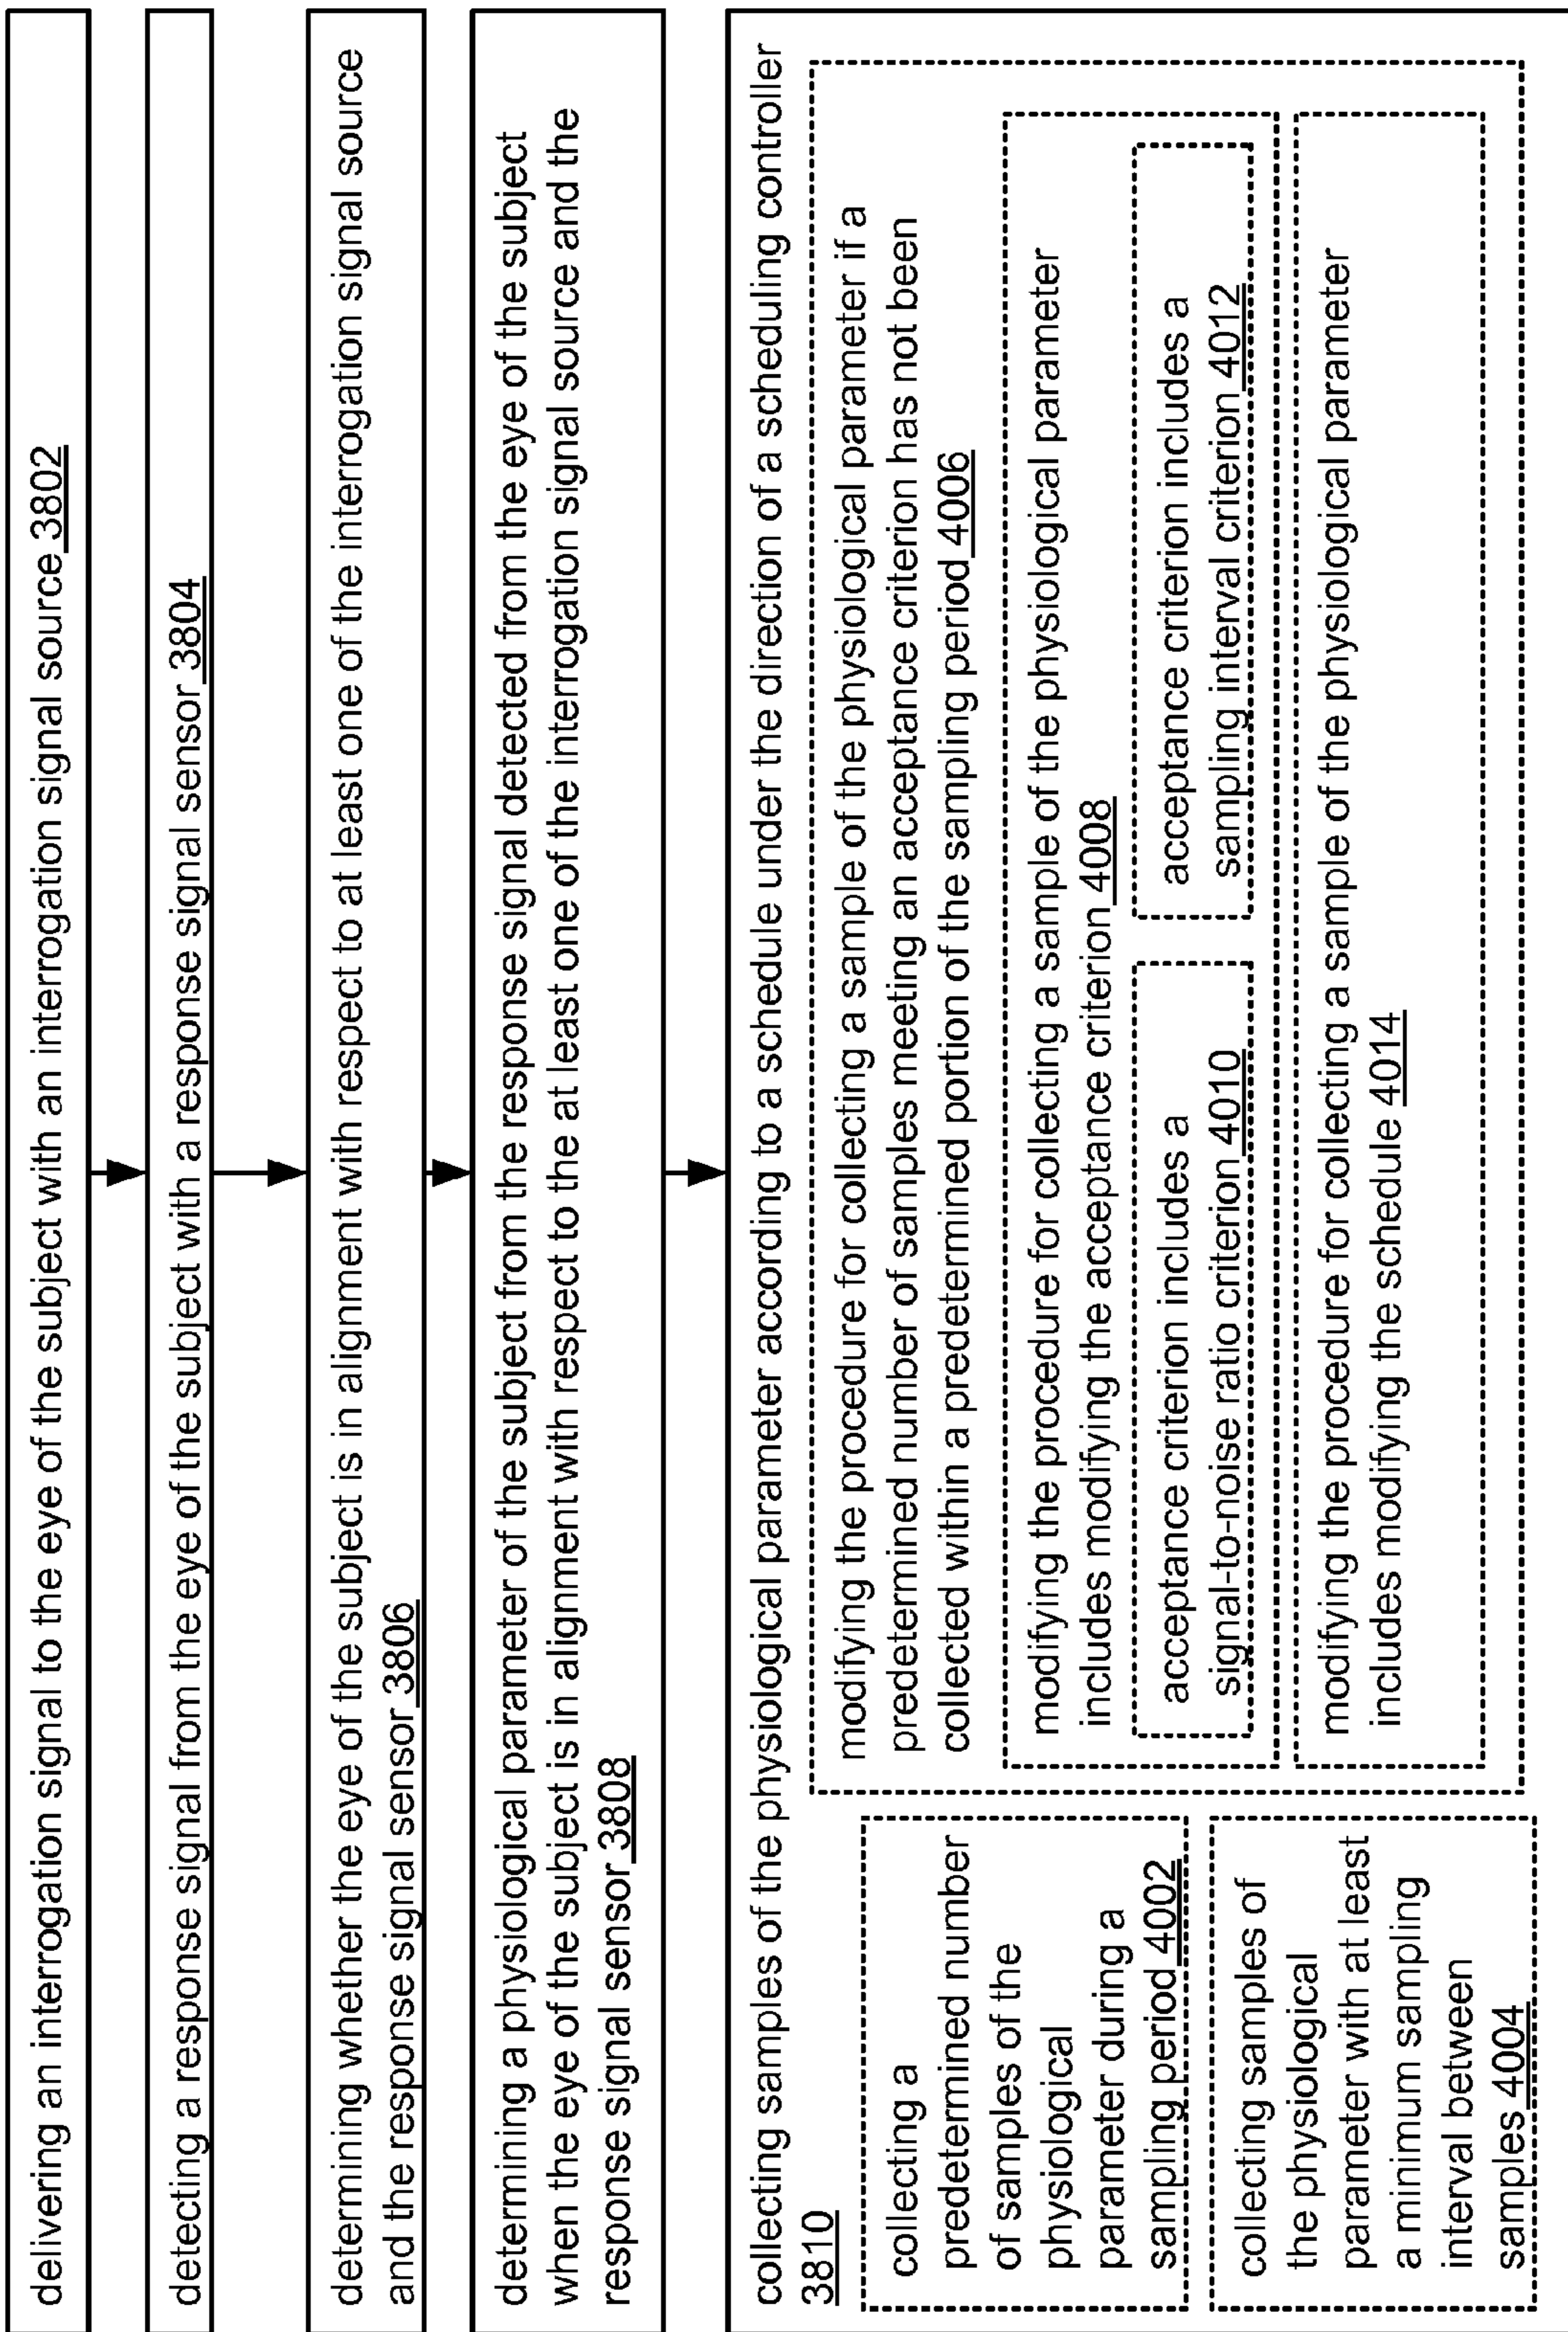 delivering an interrogation signal to the eye of the subject with an interrogation signal source 3802
detecting a response signal from the eye of the subject with a response signal sensor 3804
determining whether the eye of the subject is in alignment with respect to at least one of the interrogation signal source
and the response signal sensor 3806
determining a physiological parameter of the subject from the response signal detected from the eye of the subject
when the eye of the subject is in alignment with respect to the at least one of the interrogation signal source and the
response signal sensor 3808
collecting samples of the physiological parameter according to a schedule under the direction of a scheduling controller
3810
collecting a
predetermined number
of samples of the
physiological
parameter during a
sampling period 4002
collecting samples of
the physiological
parameter with at least
a minimum sampling
interval between
samples 4004
modifying the procedure for collecting a sample of the physiological parameter if a
predetermined number of samples meeting an acceptance criterion has not been
collected within a predetermined portion of the sampling period 4006
modifying the procedure for collecting a sample of the physiological parameter
includes modifying the acceptance criterion 4008
acceptance criterion includes a
signal-to-noise ratio criterion 4010
acceptance criterion includes a
sampling interval criterion 4012
modifying the procedure for collecting a sample of the physiological parameter
includes modifying the schedule 4014